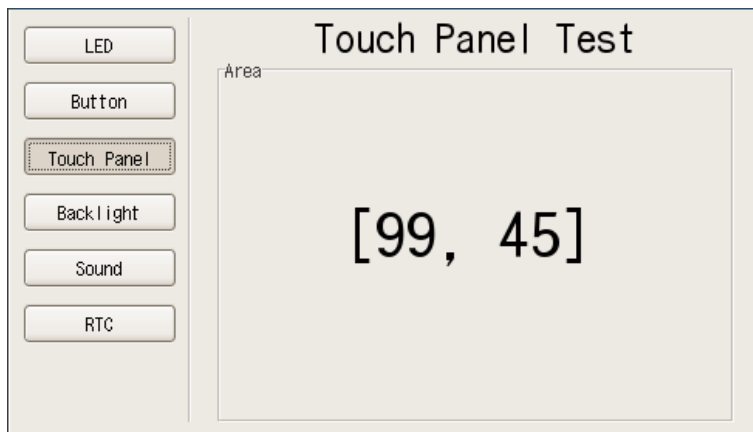 LED
Button
Touch Panel
Backlight
Sound
RTC
Touch Panel Test
Area
[99, 45]